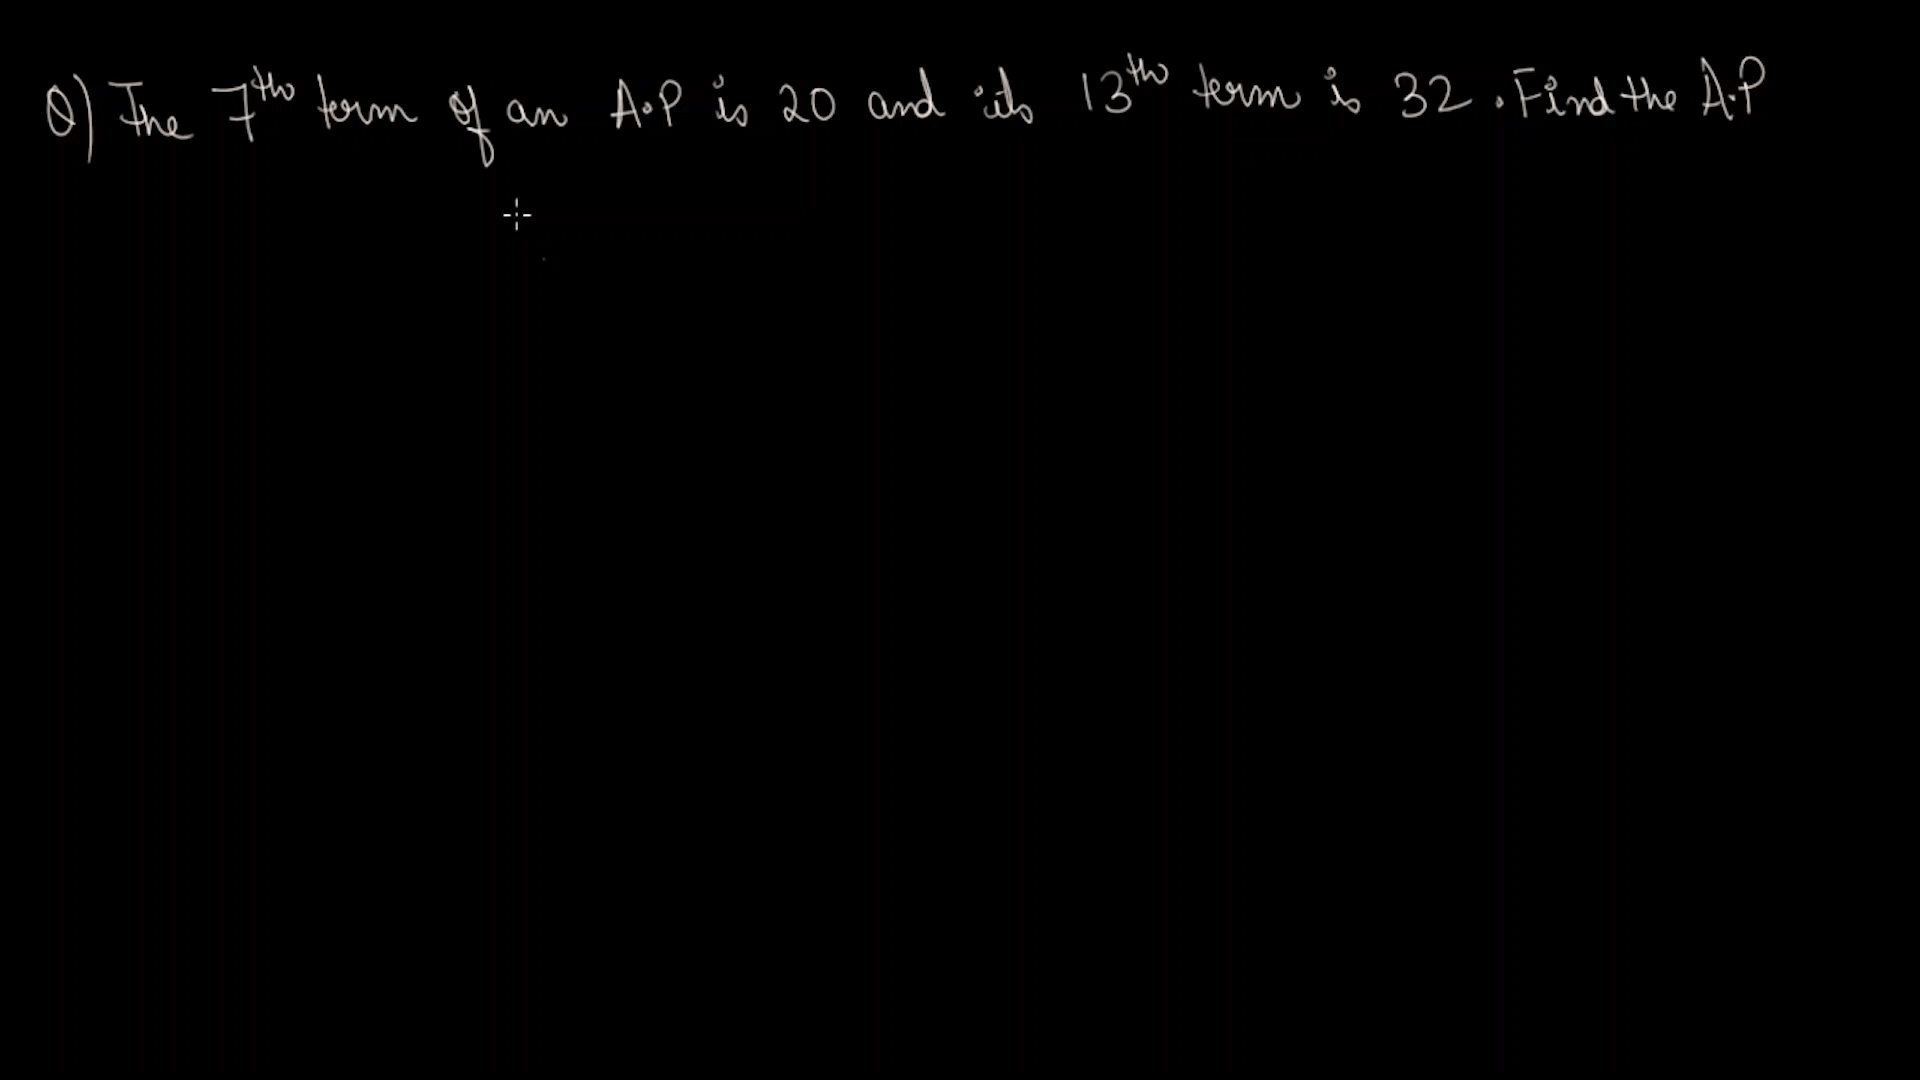 Q) The 7th term of an A.P is 20 and its 13th term is 32. Find the A.P